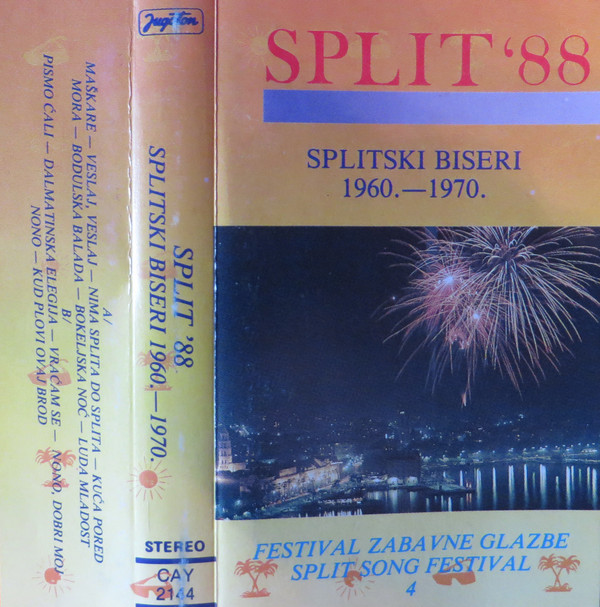 A/
MAŠKARE — VESLAJ, VESLAJ — NIMA SPLITA DO SPLITA — KUĆA PORED
MORA — BODULSKA BALADA — BOKELJSKA NOĆ — LUDA MLADOST
B/
PISMO ĆALI — DALMATINSKA ELEGIJA — VRAĆAM SE — NONO, DOBRI MOJ
NONO — KUD PLOVI OVAJ BROD
Jugoton
SPLIT '88
SPLITSKI BISERI 1960.—1970.
STEREO
CAY
2144
SPLIT '88
SPLITSKI BISERI
1960.—1970.
FESTIVAL ZABAVNE GLAZBE
SPLIT SONG FESTIVAL
4